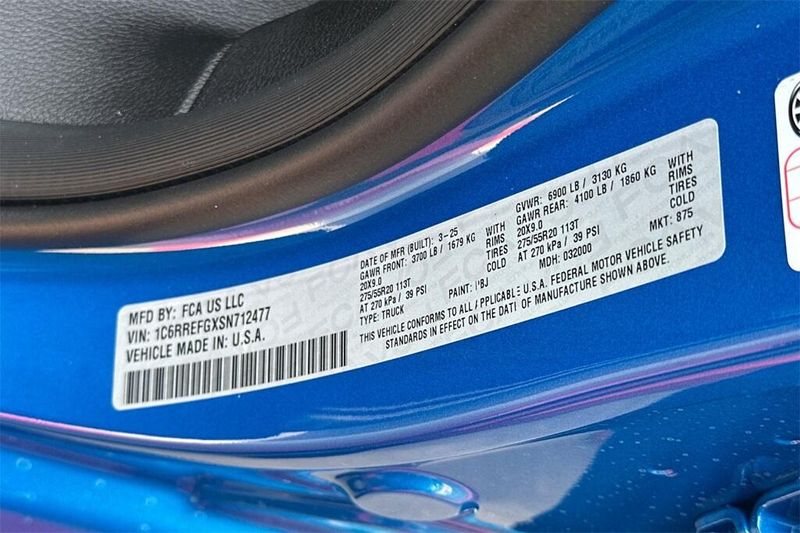 MFD BY: FCA US LLC
VIN: 1C6RREFGXSN712477
VEHICLE MADE IN: U.S.A.
DATE OF MFR (BUILT): 3-25
GAWR FRONT: 3700 LB / 1679 KG WITH
20X9.0 RIMS
275/55R20 113T TIRES
AT 270 kPa / 39 PSI COLD
TYPE: TRUCK PAINT: PBJ
GVWR: 6900 LB / 3130 KG
GAWR REAR: 4100 LB / 1860 KG WITH
20X9.0 RIMS
275/55R20 113T TIRES
AT 270 kPa / 39 PSI COLD
MDH: 032000 MKT: 875
THIS VEHICLE CONFORMS TO ALL APPLICABLE U.S.A. FEDERAL MOTOR VEHICLE SAFETY
STANDARDS IN EFFECT ON THE DATE OF MANUFACTURE SHOWN ABOVE.